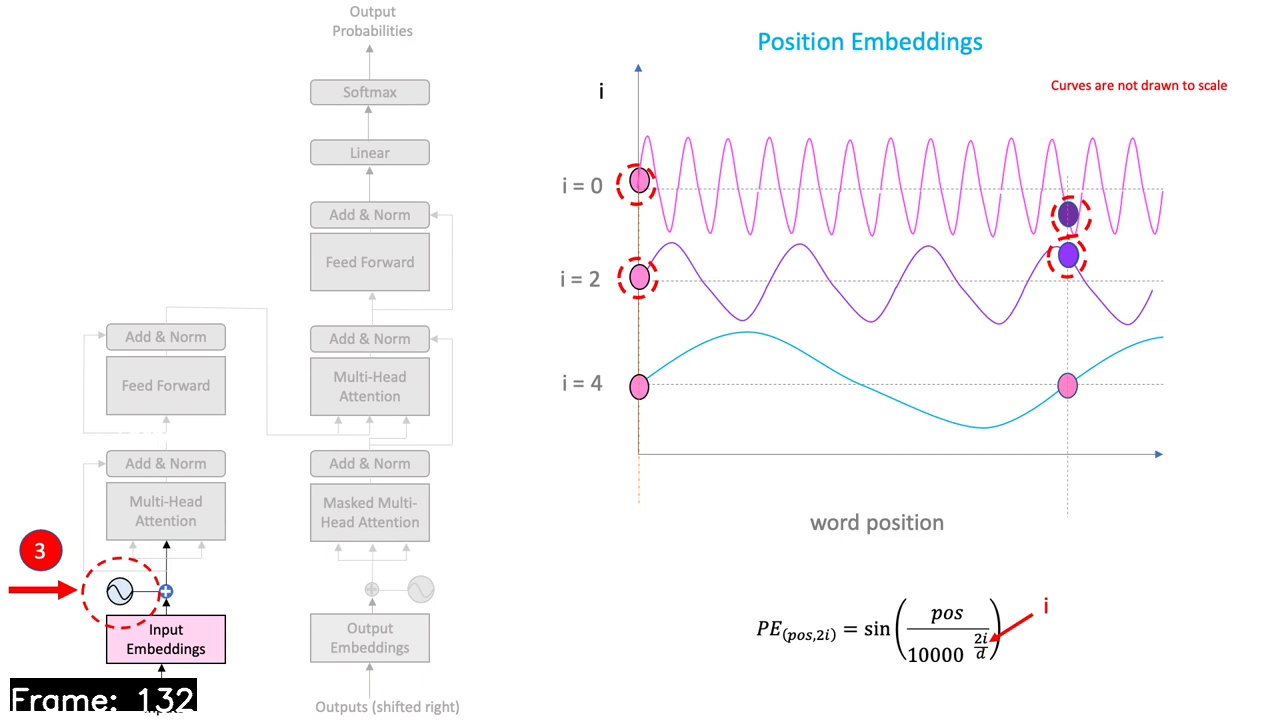 Output
Probabilities
Softmax
Linear
Add & Norm
Feed Forward
Add & Norm
Multi-Head
Attention
Add & Norm
Masked Multi-
Head Attention
Output
Embeddings
Outputs (shifted right)
Add & Norm
Feed Forward
Add & Norm
Multi-Head
Attention
3
Input
Embeddings
Frame: 132
Position Embeddings
Curves are not drawn to scale
i
i = 0
i = 2
i = 4
word position
PE(pos,2i) = sin(pos / 10000 2i/d)
i